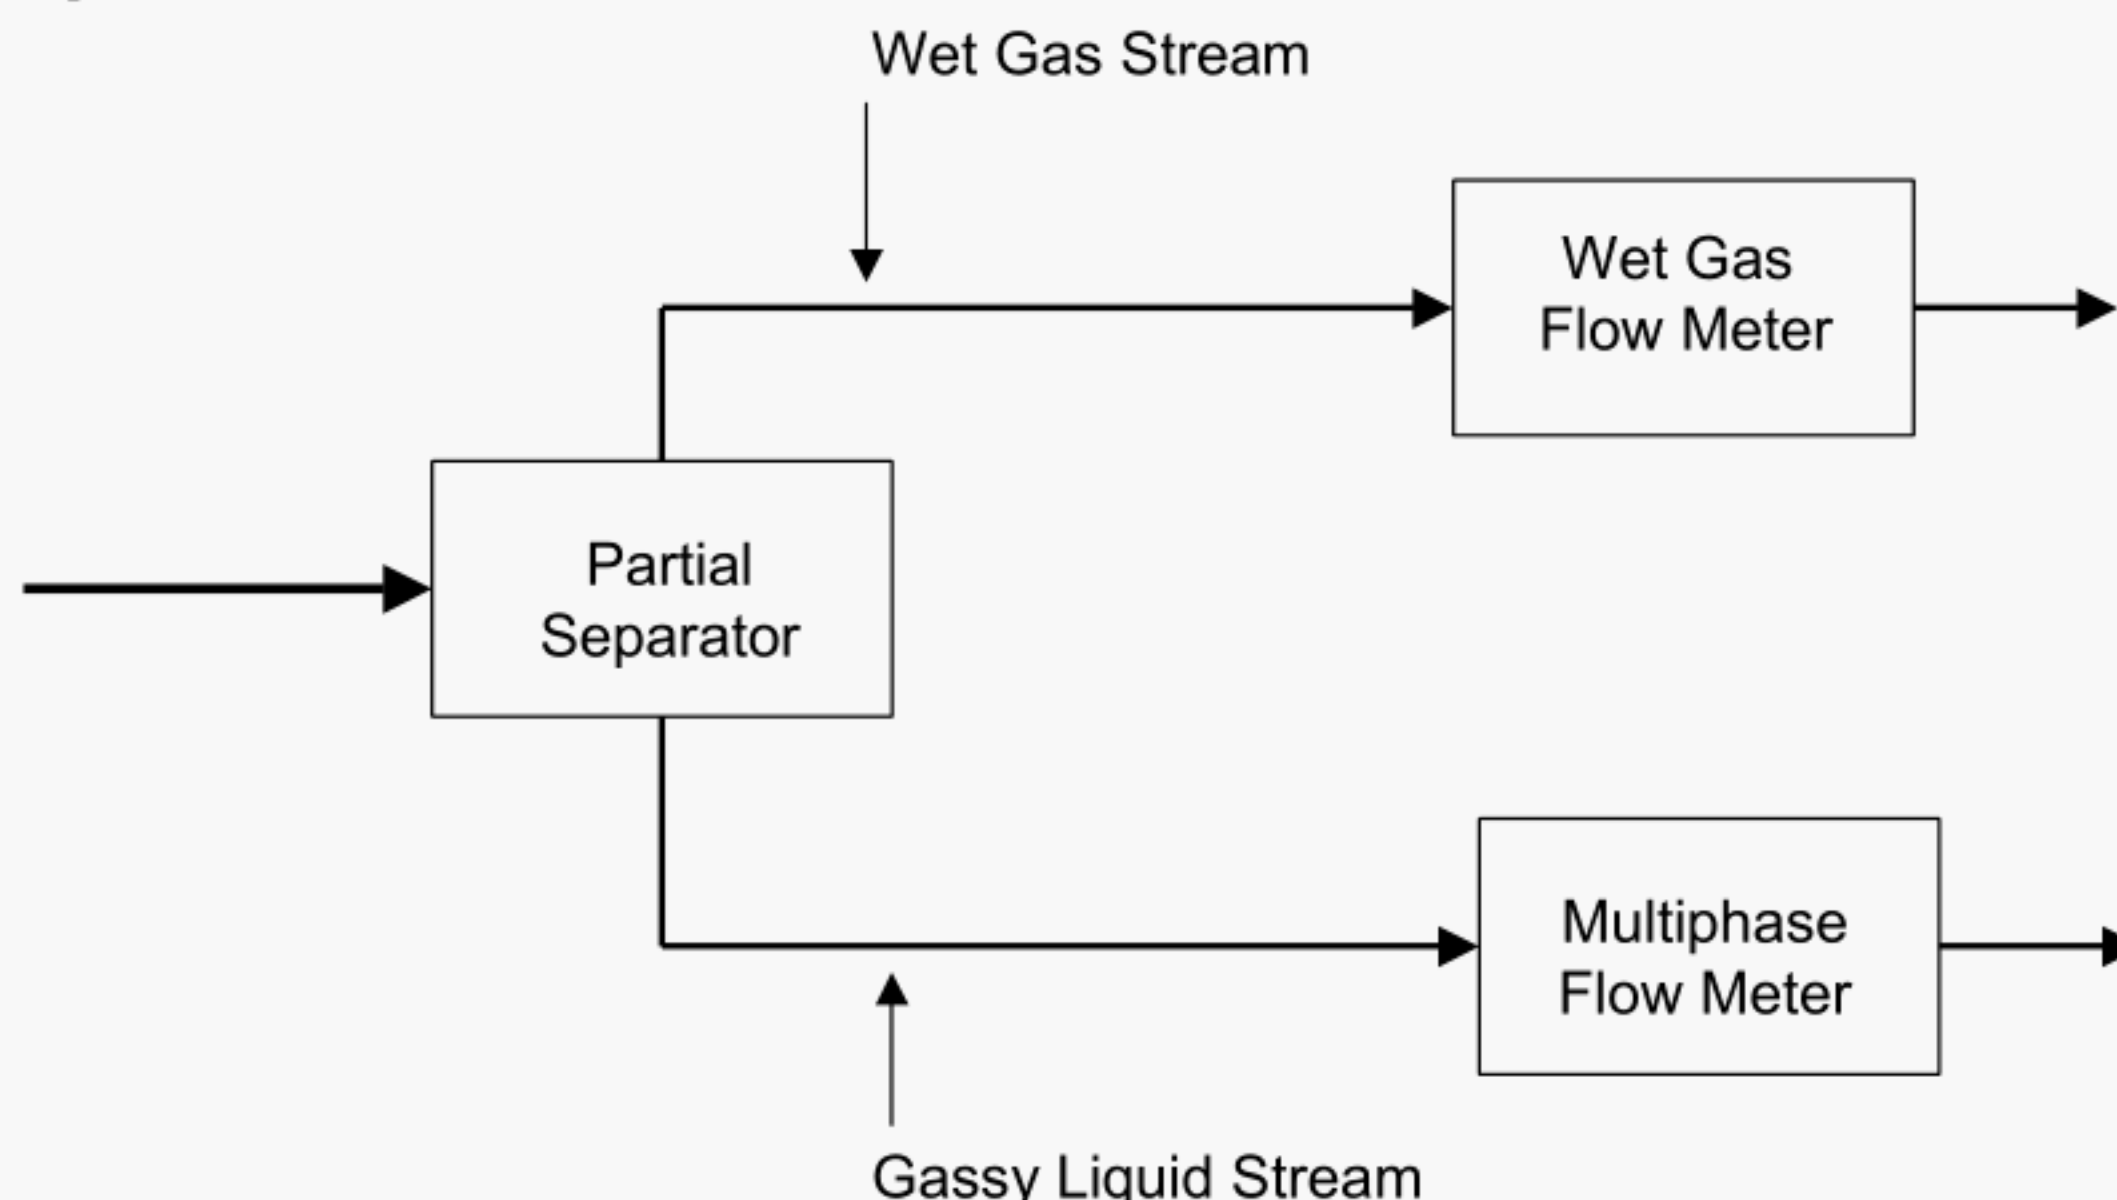 Wet Gas Stream
Wet Gas
Flow Meter
Partial
Separator
Multiphase
Flow Meter
Gassy Liquid Stream